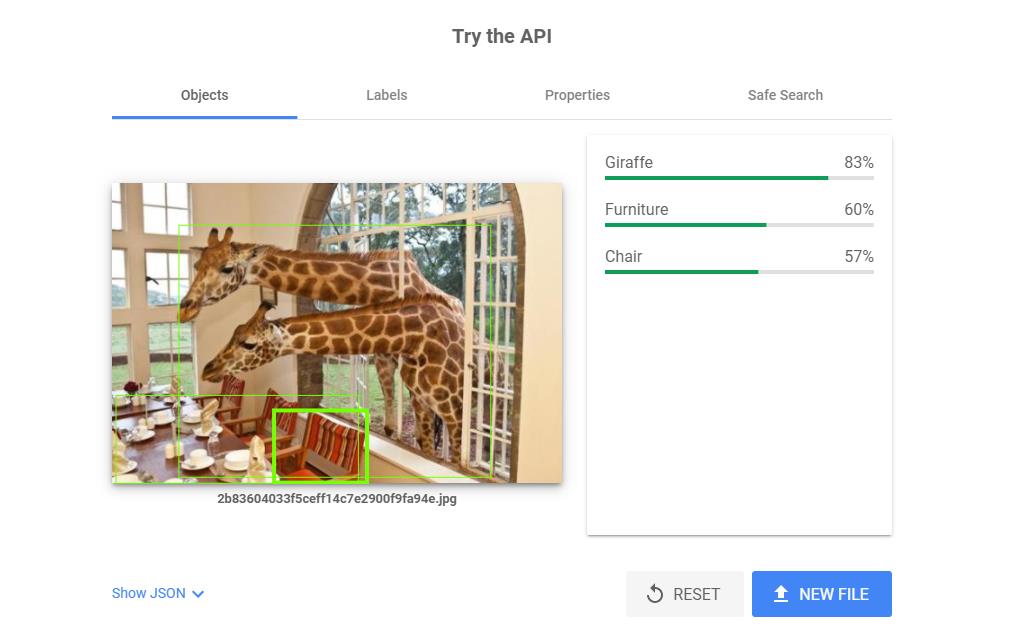 Try the API
Objects Labels Properties Safe Search
Giraffe 83%
Furniture 60%
Chair 57%
2b83604033f5ceff14c7e2900f9fa94e.jpg
Show JSON RESET NEW FILE